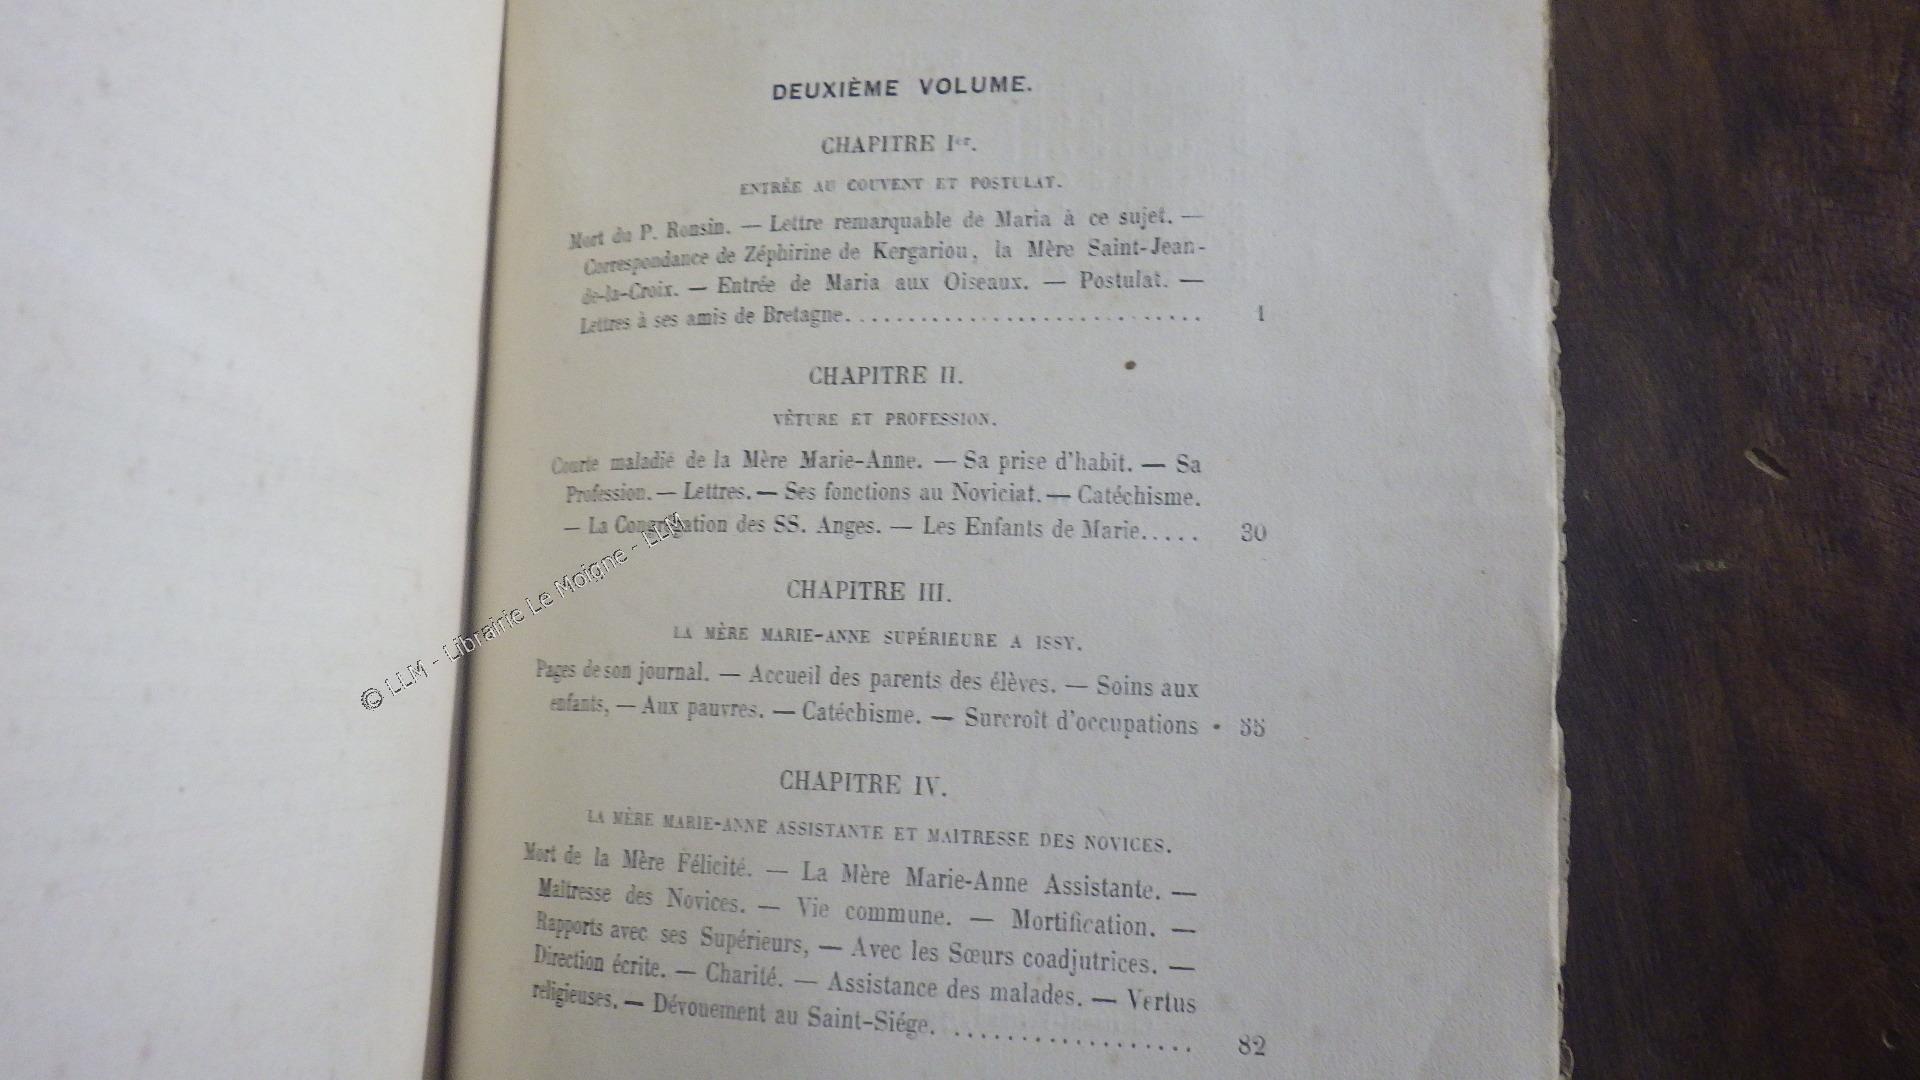 DEUXIÈME VOLUME.
CHAPITRE Ier.
ENTRÉE AU COUVENT ET POSTULAT.
Mort du P. Ronsin. — Lettre remarquable de Maria à ce sujet. —
Correspondance de Zéphirine de Kergariou, la Mère Saint-Jean-
de-la-Croix. — Entrée de Maria aux Oiseaux. — Postulat. —
Lettres à ses amis de Bretagne............................. 1
CHAPITRE II.
VÊTURE ET PROFESSION.
Courte maladie de la Mère Marie-Anne. — Sa prise d'habit. — Sa
Profession. — Lettres. — Ses fonctions au Noviciat. — Catéchisme.
— La Congrégation des SS. Anges. — Les Enfants de Marie..... 30
CHAPITRE III.
LA MÈRE MARIE-ANNE SUPÉRIEURE A ISSY.
Pages de son journal. — Accueil des parents des élèves. — Soins aux
enfants, — Aux pauvres. — Catéchisme. — Surcroît d'occupations . 55
CHAPITRE IV.
LA MÈRE MARIE-ANNE ASSISTANTE ET MAITRESSE DES NOVICES.
Mort de la Mère Félicité. — La Mère Marie-Anne Assistante. —
Maîtresse des Novices. — Vie commune. — Mortification. —
Rapports avec ses Supérieurs, — Avec les Sœurs coadjutrices. —
Direction écrite. — Charité. — Assistance des malades. — Vertus
religieuses. — Dévouement au Saint-Siége. ................... 82
© LLM - Librairie Le Moigne - LLM